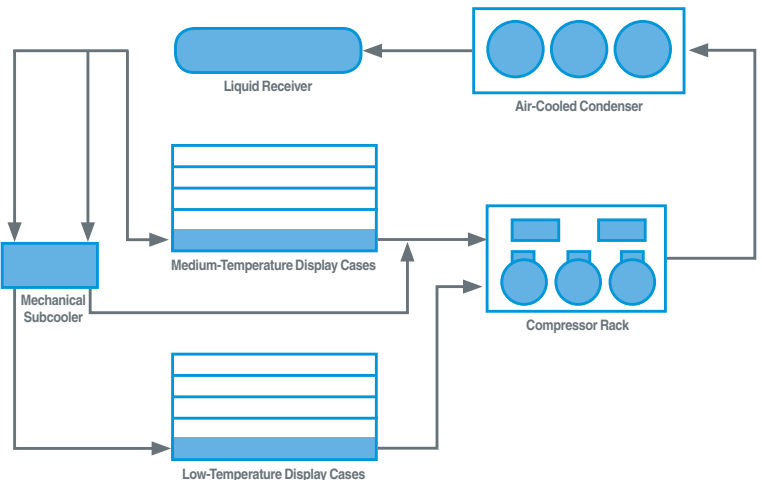 Liquid Receiver
Air-Cooled Condenser
Medium-Temperature Display Cases
Mechanical
Subcooler
Compressor Rack
Low-Temperature Display Cases